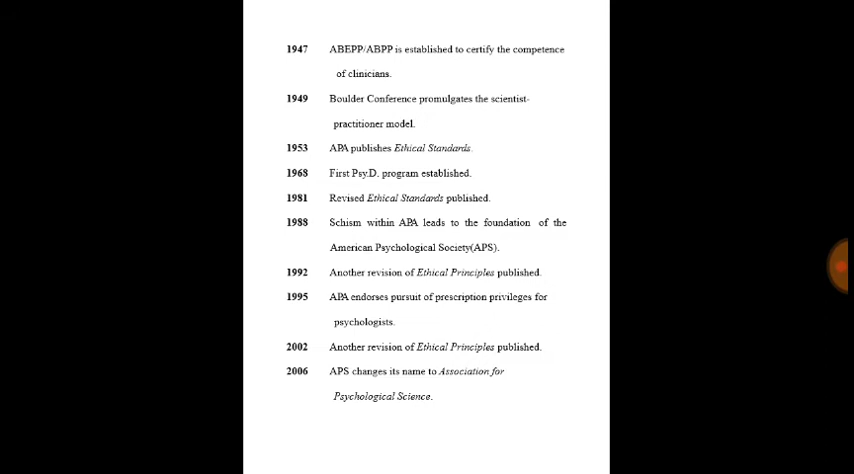 1947 ABEPP/ABPP is established to certify the competence
of clinicians.
1949 Boulder Conference promulgates the scientist-
practitioner model.
1953 APA publishes Ethical Standards.
1968 First Psy.D. program established.
1981 Revised Ethical Standards published.
1988 Schism within APA leads to the foundation of the
American Psychological Society(APS).
1992 Another revision of Ethical Principles published.
1995 APA endorses pursuit of prescription privileges for
psychologists.
2002 Another revision of Ethical Principles published.
2006 APS changes its name to Association for
Psychological Science.